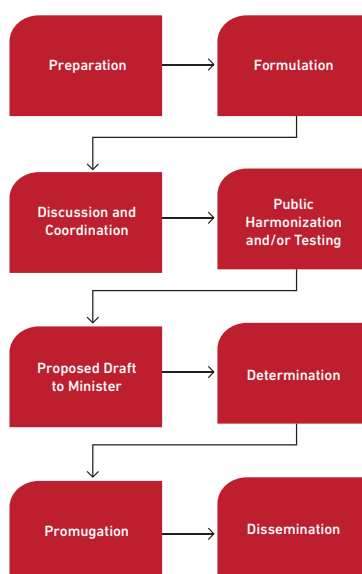 Preparation
Formulation
Discussion and
Coordination
Public
Harmonization
and/or Testing
Proposed Draft
to Minister
Determination
Promugation
Dissemination